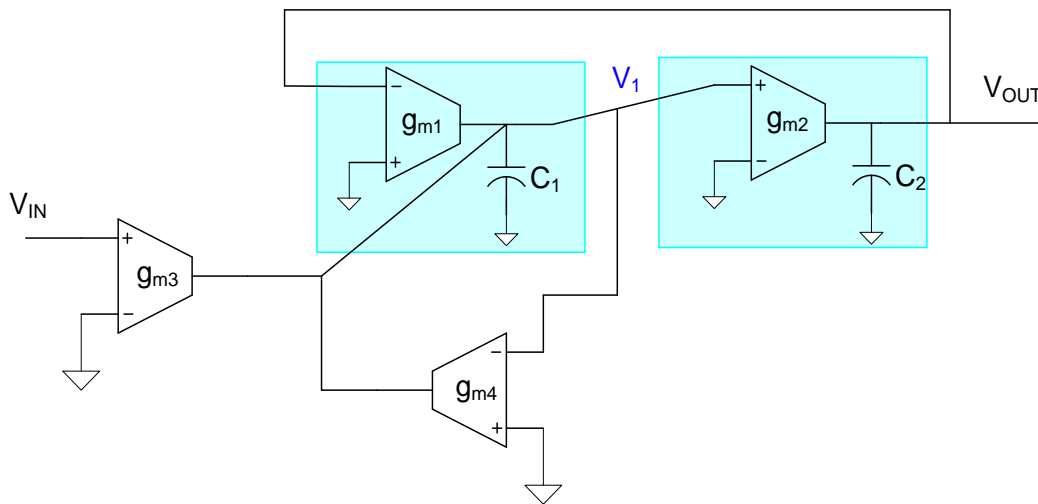 V1
VOUT
− gm1 +
+ gm2 −
C1
C2
VIN
+ gm3 −
− gm4 +